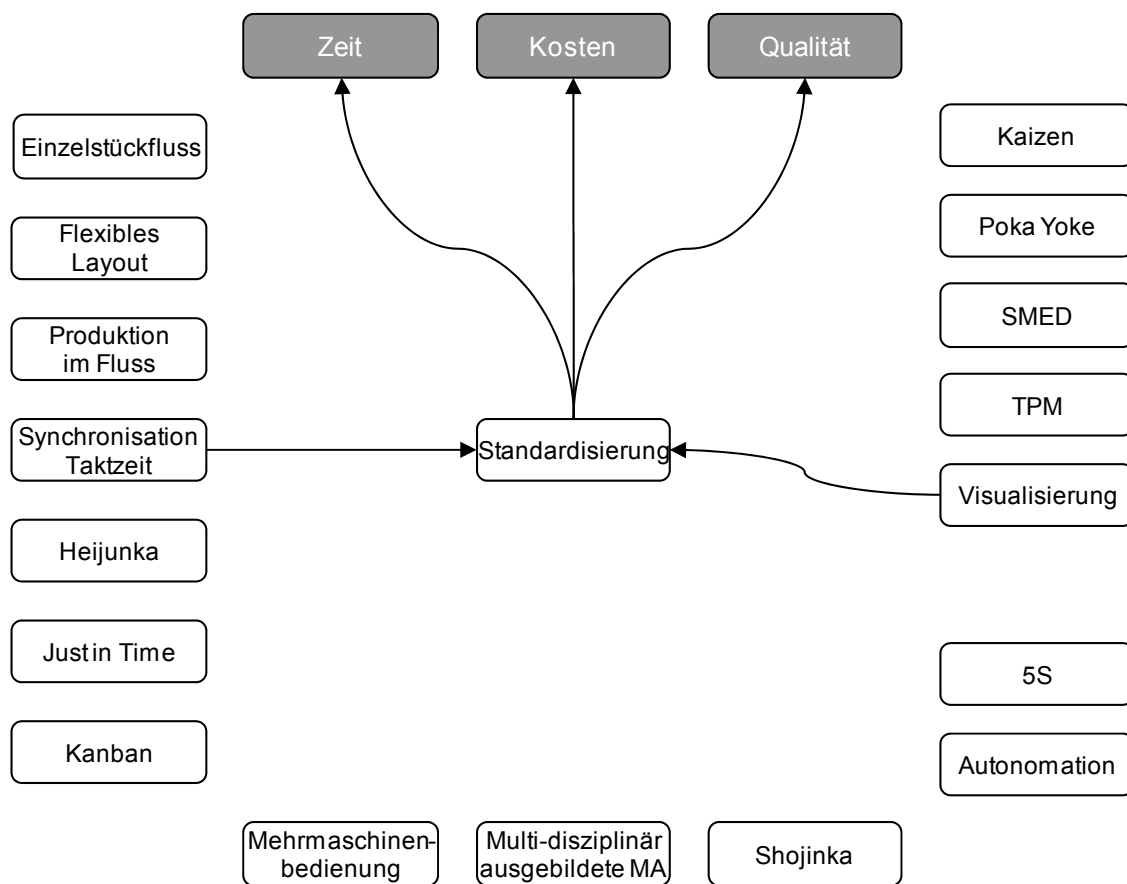 Zeit
Kosten
Qualität
Einzelstückfluss
Flexibles
Layout
Produktion
im Fluss
Synchronisation
Taktzeit
Heijunka
Just in Time
Kanban
Standardisierung
Kaizen
Poka Yoke
SMED
TPM
Visualisierung
5S
Autonomation
Mehrmaschinen-
bedienung
Multi-disziplinär
ausgebildete MA
Shojinka